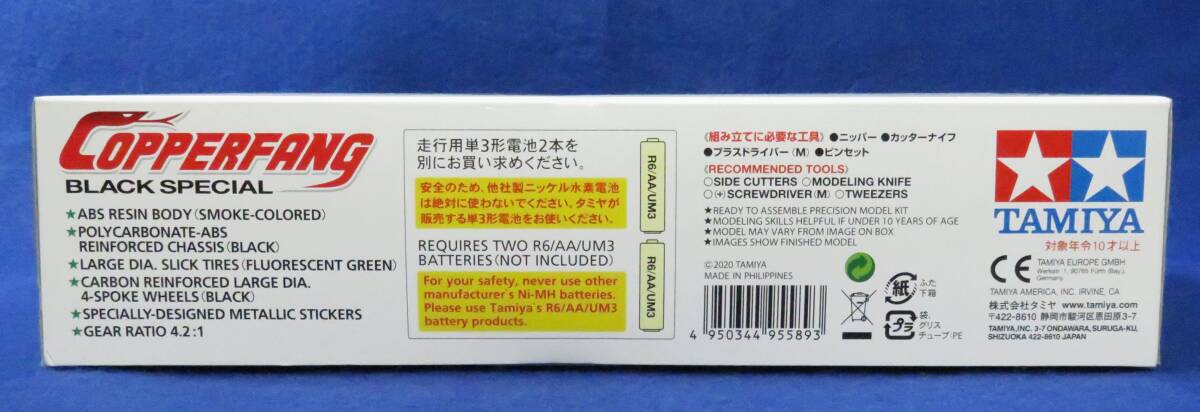 COPPERFANG
BLACK SPECIAL
★ABS RESIN BODY (SMOKE-COLORED)
★POLYCARBONATE-ABS
REINFORCED CHASSIS (BLACK)
★LARGE DIA. SLICK TIRES (FLUORESCENT GREEN)
★CARBON REINFORCED LARGE DIA.
4-SPOKE WHEELS (BLACK)
★SPECIALLY-DESIGNED METALLIC STICKERS
★GEAR RATIO 4.2:1
走行用単3形電池2本を
別にお買い求めください。
安全のため、他社製ニッケル水素電池
は絶対に使わないでください。タミヤが
販売する単3形電池をお使いください。
R6/AA/UM3
REQUIRES TWO R6/AA/UM3
BATTERIES (NOT INCLUDED)
For your safety, never use other
manufacturer's Ni-MH batteries.
Please use Tamiya's R6/AA/UM3
battery products.
R6/AA/UM3
《組み立てに必要な工具》●ニッパー ●カッターナイフ
●プラスドライバー(M) ●ピンセット
《RECOMMENDED TOOLS》
○SIDE CUTTERS ○MODELING KNIFE
○(+)SCREWDRIVER (M) ○TWEEZERS
★READY TO ASSEMBLE PRECISION MODEL KIT
★MODELING SKILLS HELPFUL IF UNDER 10 YEARS OF AGE
★MODEL MAY VARY FROM IMAGE ON BOX
★IMAGES SHOW FINISHED MODEL
©2020 TAMIYA
MADE IN PHILIPPINES
4 950344 955893
紙
ふた
下箱
プラ
袋、
グリス
チューブ:PE
TAMIYA
対象年令10才以上
CE
TAMIYA EUROPE GMBH
Werkstr. 1, 90765 Fürth (Bay.),
Germany
TAMIYA AMERICA, INC. IRVINE, CA
株式会社タミヤ www.tamiya.com
〒422-8610 静岡市駿河区恩田原3-7
TAMIYA,INC. 3-7 ONDAWARA, SURUGA-KU,
SHIZUOKA 422-8610 JAPAN